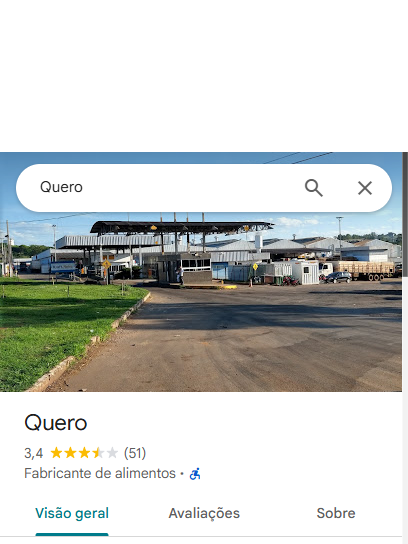 Quero
Quero
3,4 (51)
Fabricante de alimentos ·
Visão geral Avaliações Sobre